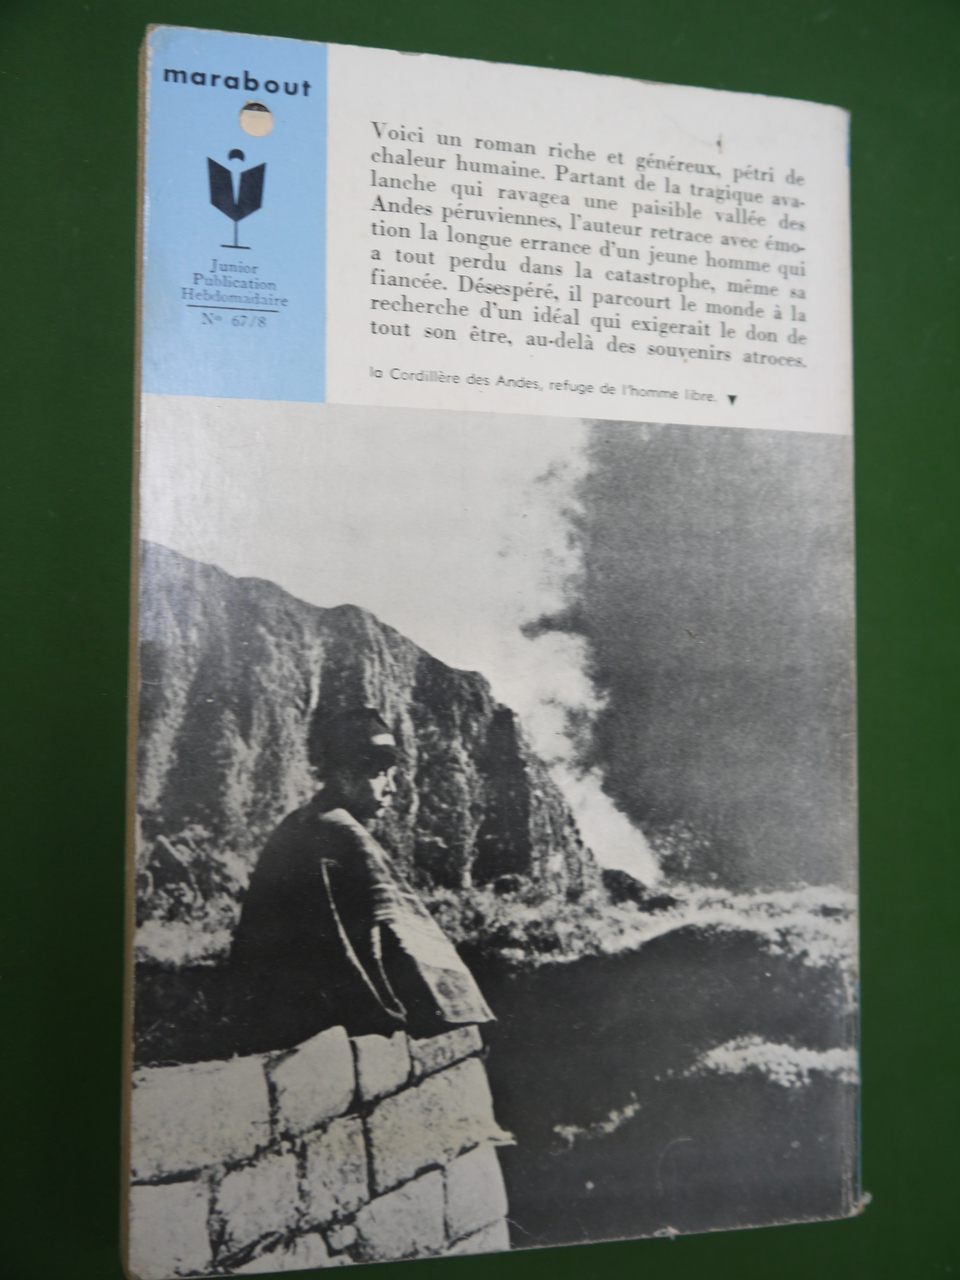 marabout
Junior
Publication
Hebdomadaire
N° 67/8
Voici un roman riche et généreux, pétri de
chaleur humaine. Partant de la tragique ava-
lanche qui ravagea une paisible vallée des
Andes péruviennes, l'auteur retrace avec émo-
tion la longue errance d'un jeune homme qui
a tout perdu dans la catastrophe, même sa
fiancée. Désespéré, il parcourt le monde à la
recherche d'un idéal qui exigerait le don de
tout son être, au-delà des souvenirs atroces.
la Cordillère des Andes, refuge de l'homme libre. ▼